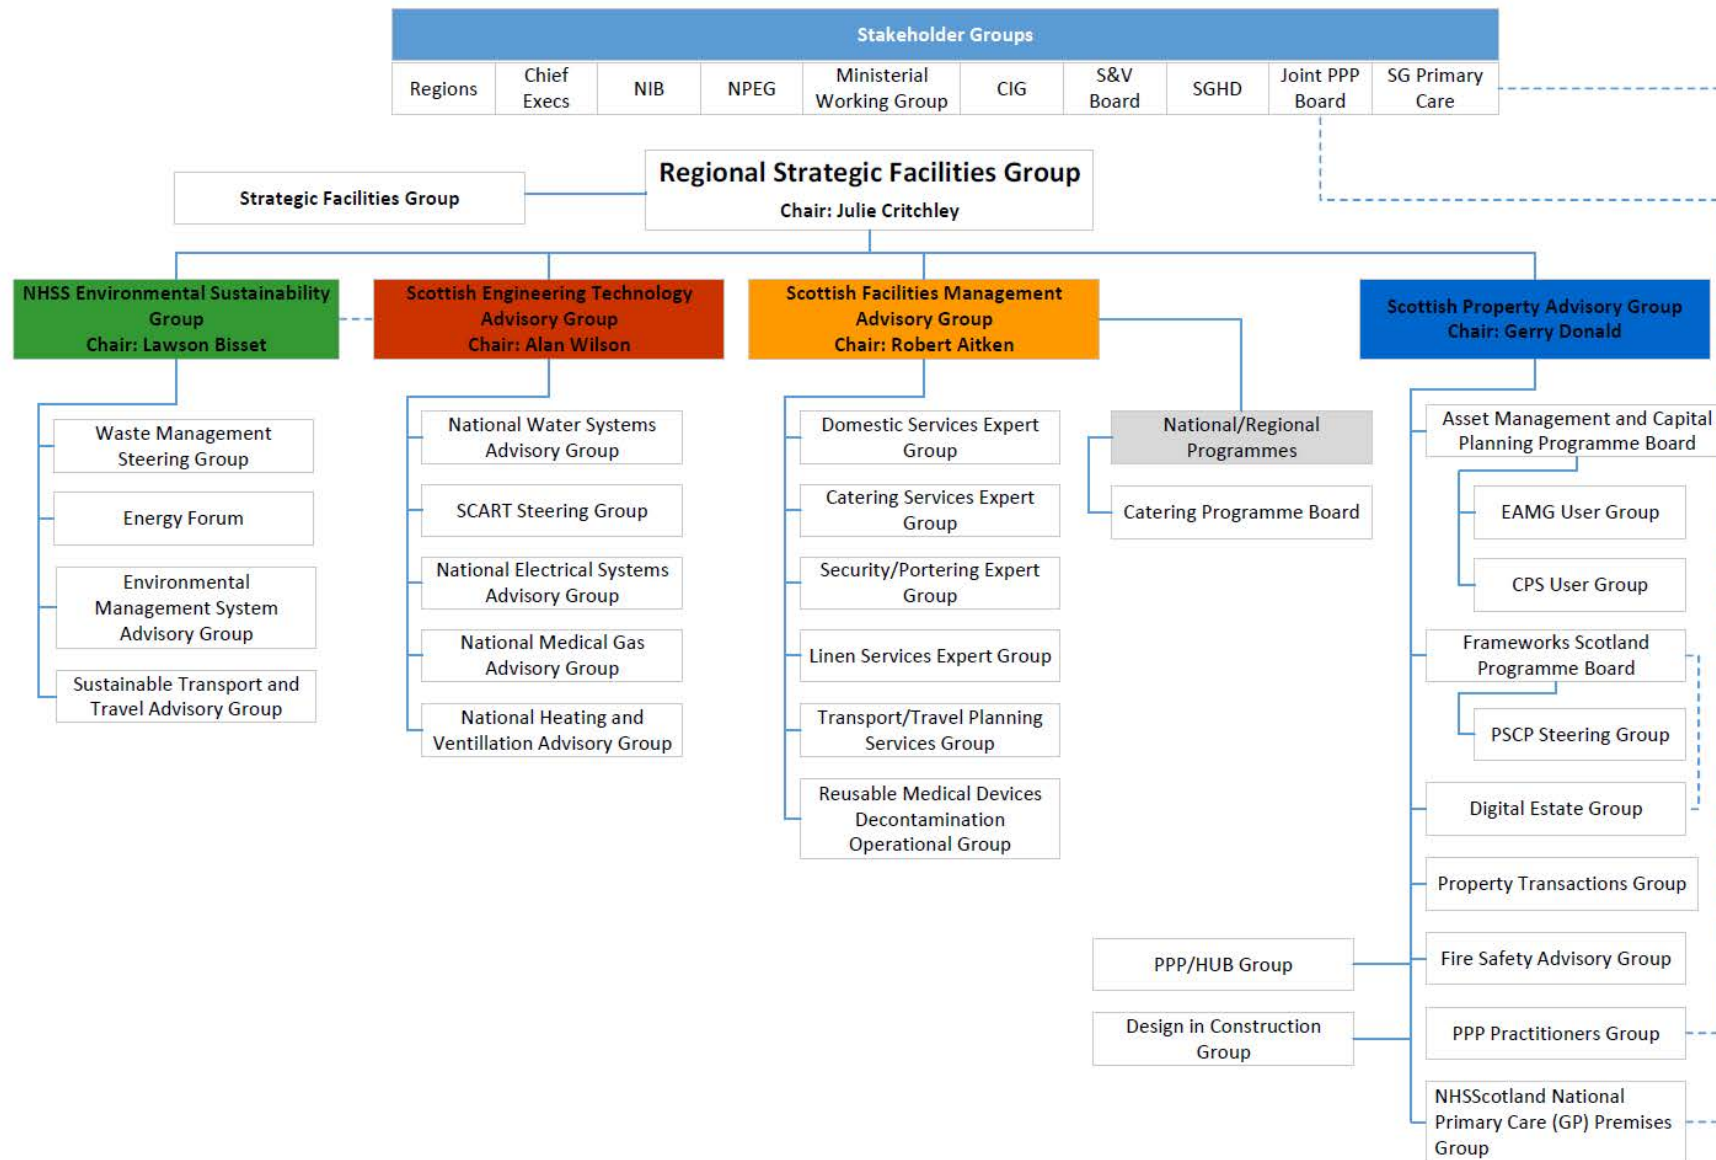 Stakeholder Groups
Regions
Chief
Execs
NIB
NPEG
Ministerial
Working Group
CIG
S&V
Board
SGHD
Joint PPP
Board
SG Primary
Care
Strategic Facilities Group
Regional Strategic Facilities Group
Chair: Julie Critchley
NHSS Environmental Sustainability
Group
Chair: Lawson Bisset
Scottish Engineering Technology
Advisory Group
Chair: Alan Wilson
Scottish Facilities Management
Advisory Group
Chair: Robert Aitken
Scottish Property Advisory Group
Chair: Gerry Donald
Waste Management
Steering Group
Energy Forum
Environmental
Management System
Advisory Group
Sustainable Transport and
Travel Advisory Group
National Water Systems
Advisory Group
SCART Steering Group
National Electrical Systems
Advisory Group
National Medical Gas
Advisory Group
National Heating and
Ventillation Advisory Group
Domestic Services Expert
Group
Catering Services Expert
Group
Security/Portering Expert
Group
Linen Services Expert Group
Transport/Travel Planning
Services Group
Reusable Medical Devices
Decontamination
Operational Group
National/Regional
Programmes
Catering Programme Board
Asset Management and Capital
Planning Programme Board
EAMG User Group
CPS User Group
Frameworks Scotland
Programme Board
PSCP Steering Group
Digital Estate Group
Property Transactions Group
PPP/HUB Group
Fire Safety Advisory Group
Design in Construction
Group
PPP Practitioners Group
NHSScotland National
Primary Care (GP) Premises
Group